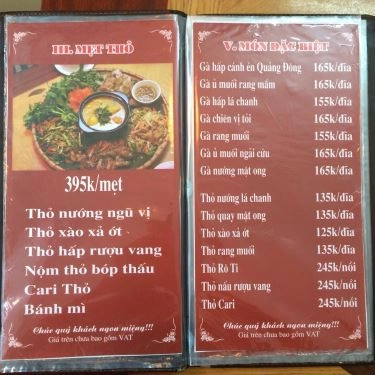 III. MẸT THỎ
395k/mẹt
Thỏ nướng ngũ vị
Thỏ xào xả ớt
Thỏ hấp rượu vang
Nộm thỏ bóp thấu
Cari Thỏ
Bánh mì
Chúc quý khách ngon miệng!!!
Giá trên chưa bao gồm VAT
V. MÓN ĐẶC BIỆT
Gà hấp cánh én Quảng Đông 165k/đĩa
Gà ủ muối rang mắm 165k/đĩa
Gà hấp lá chanh 155k/đĩa
Gà chiên vị tỏi 165k/đĩa
Gà rang muối 155k/đĩa
Gà ủ muối ngải cứu 165k/đĩa
Gà nướng mật ong 165k/đĩa
Thỏ nướng lá chanh 135k/đĩa
Thỏ quay mật ong 135k/đĩa
Thỏ xào xả ớt 125k/đĩa
Thỏ rang muối 135k/đĩa
Thỏ Rô Ti 245k/nồi
Thỏ nấu rượu vang 245k/nồi
Thỏ Cari 245k/nồi
Chúc quý khách ngon miệng!!!
Giá trên chưa bao gồm VAT